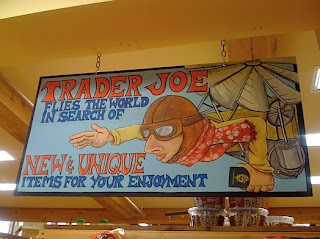 TRADER JOE
FLIES THE WORLD
IN SEARCH OF
NEW & UNIQUE
ITEMS FOR YOUR ENJOYMENT